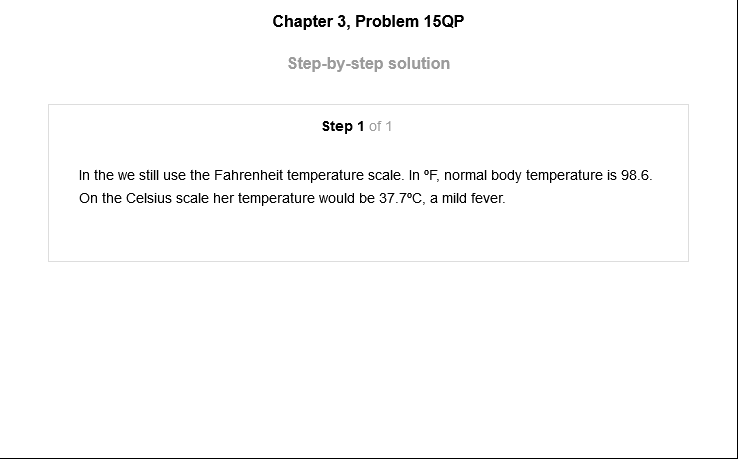 Chapter 3, Problem 15QP
Step-by-step solution
Step 1 of 1
In the we still use the Fahrenheit temperature scale. In ºF, normal body temperature is 98.6.
On the Celsius scale her temperature would be 37.7ºC, a mild fever.